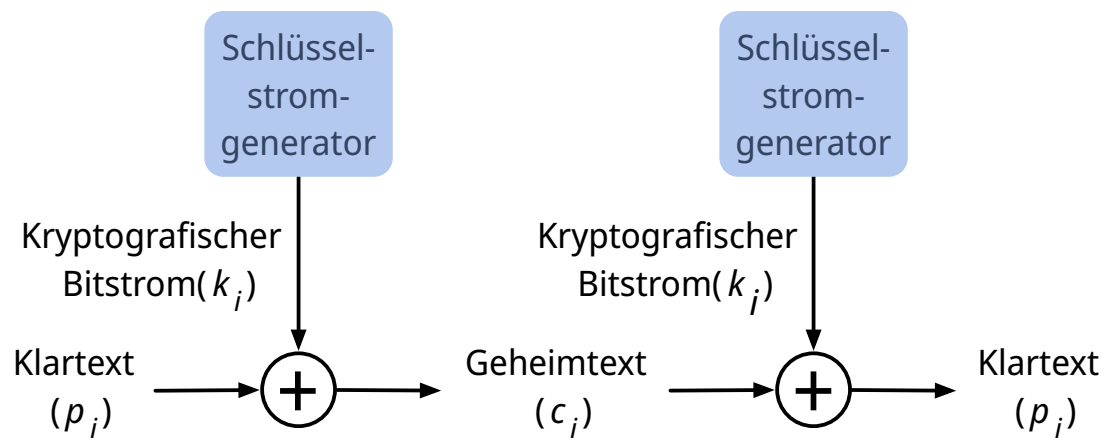 Schlüssel-
strom-
generator
Schlüssel-
strom-
generator
Kryptografischer
Bitstrom(k i)
Kryptografischer
Bitstrom(k i)
Klartext
(p i)
+
Geheimtext
(c i)
+
Klartext
(p i)